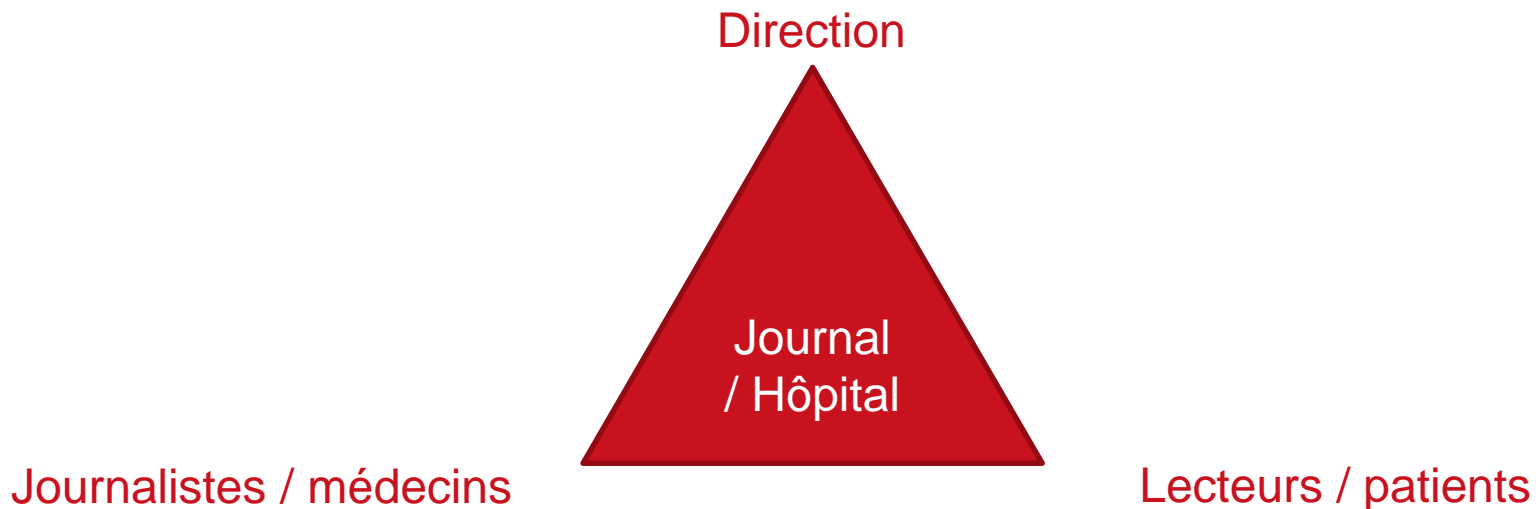 Direction
Journal
/ Hôpital
Journalistes / médecins
Lecteurs / patients